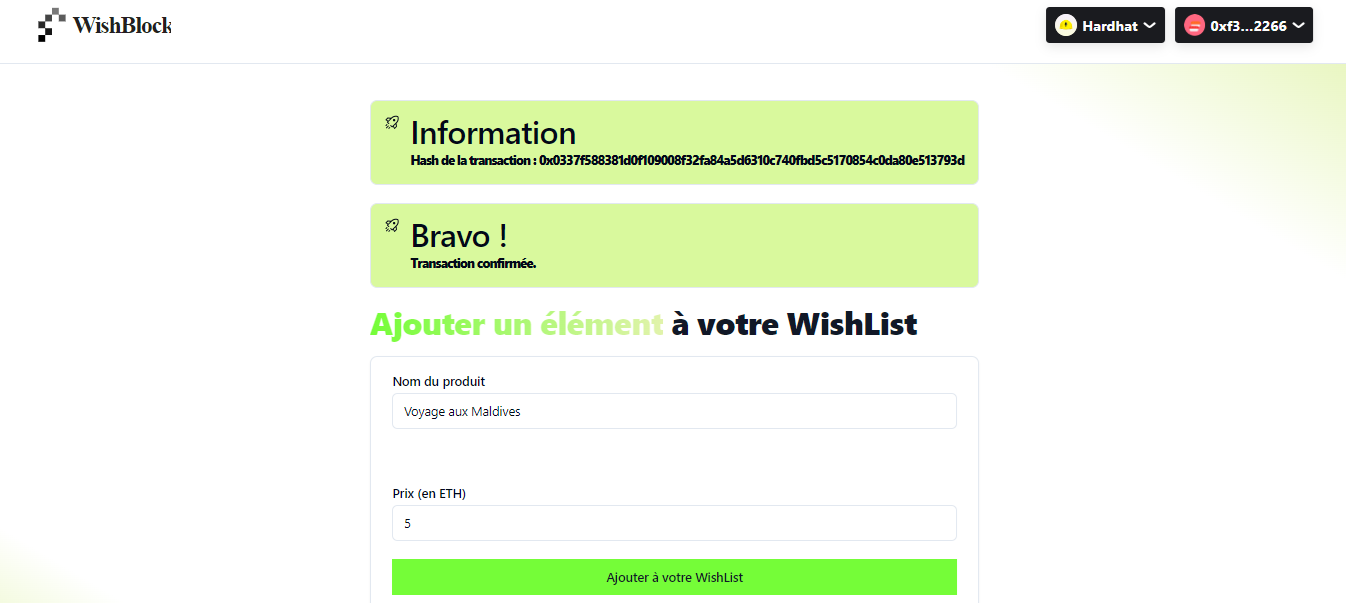 WishBlock
Hardhat
0xf3...2266
Information
Hash de la transaction : 0x0337f588381d0f109008f32fa84a5d6310c740fbd5c5170854c0da80e513793d
Bravo !
Transaction confirmée.
Ajouter un élément à votre WishList
Nom du produit
Voyage aux Maldives
Prix (en ETH)
5
Ajouter à votre WishList